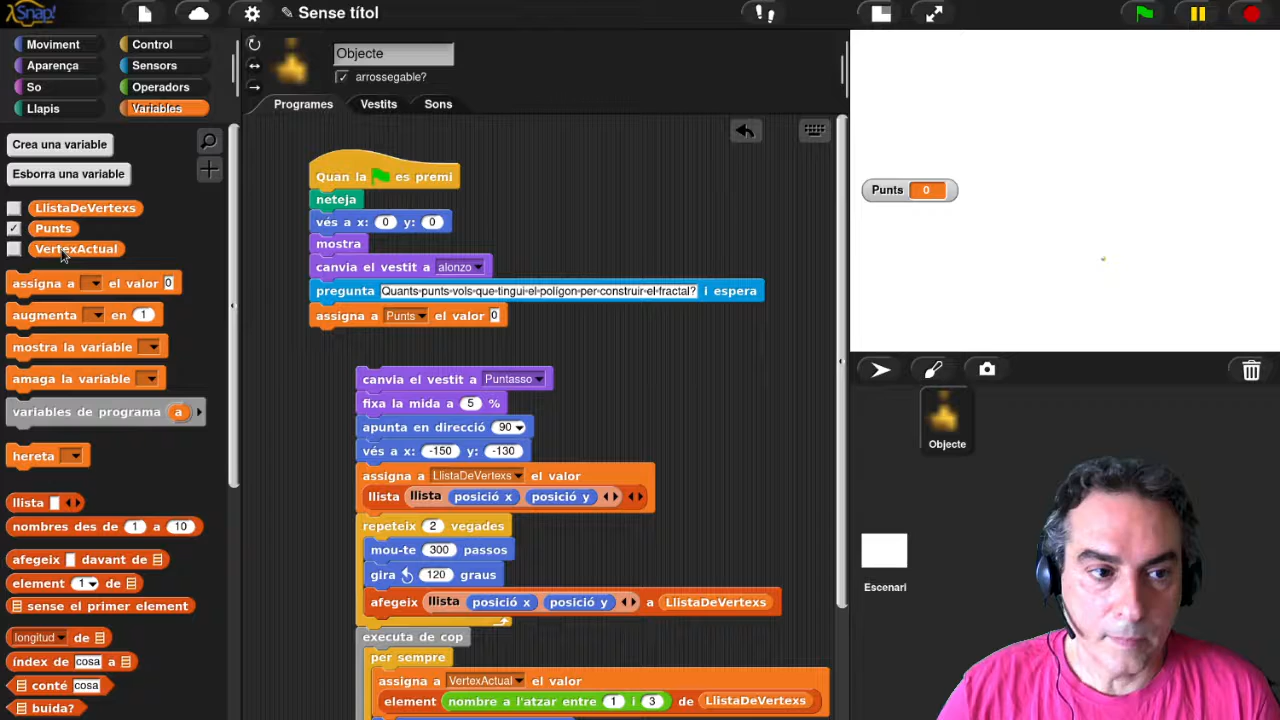 Snap!
Sense títol
Moviment
Control
Aparença
Sensors
So
Operadors
Llapis
Variables
Crea una variable
Esborra una variable
LlistaDeVertexs
Punts
VertexActual
assigna a el valor 0
augmenta en 1
mostra la variable
amaga la variable
variables de programa a
hereta
llista
nombres des de 1 a 10
afegeix davant de
element 1 de
sense el primer element
longitud de
índex de cosa a
conté cosa
buida?
Objecte
arrossegable?
Programes
Vestits
Sons
Quan la es premi
neteja
vés a x: 0 y: 0
mostra
canvia el vestit a alonzo
pregunta Quants·punts·vols·que·tingui·el·polígon·per·construir·el·fractal? i espera
assigna a Punts el valor 0
canvia el vestit a Puntasso
fixa la mida a 5 %
apunta en direcció 90
vés a x: -150 y: -130
assigna a LlistaDeVertexs el valor
llista llista posició x posició y
repeteix 2 vegades
mou-te 300 passos
gira 120 graus
afegeix llista posició x posició y a LlistaDeVertexs
executa de cop
per sempre
assigna a VertexActual el valor
element nombre a l'atzar entre 1 i 3 de LlistaDeVertexs
Punts 0
Objecte
Escenari